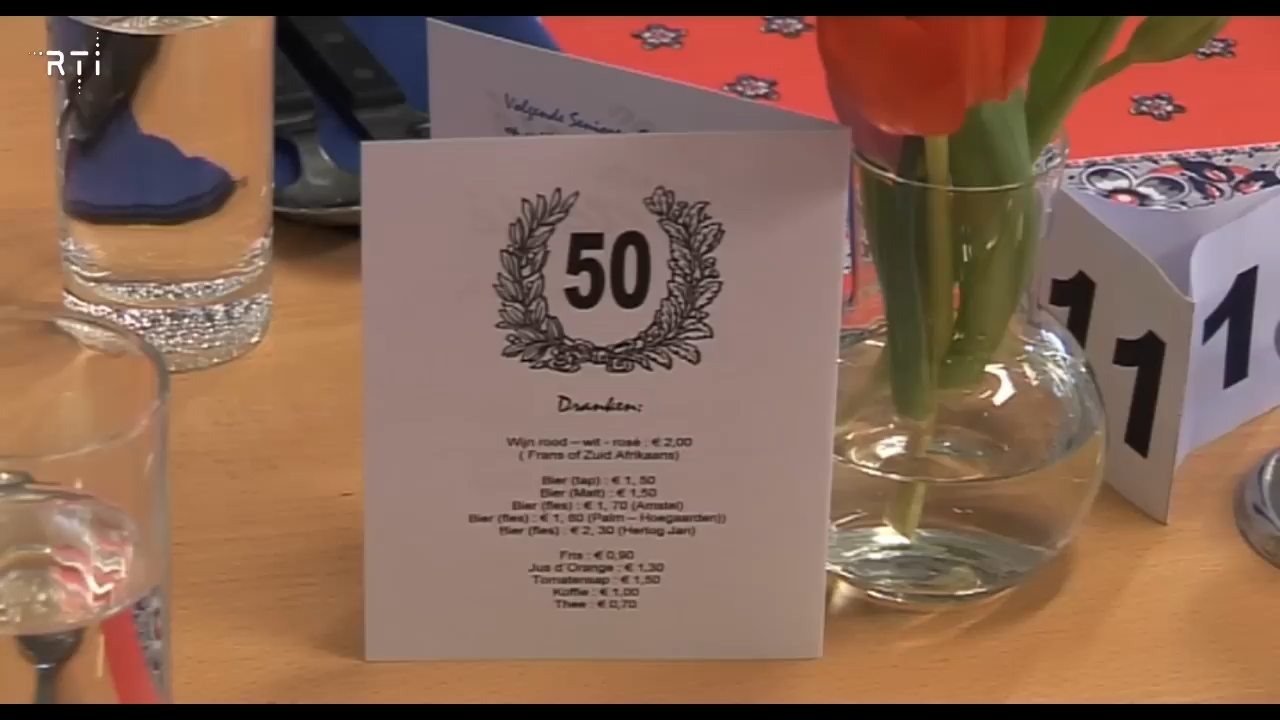 RTi
Volgende
50
Dranken:
Wijn rood – wit - rosé : € 2,00
( Frans of Zuid Afrikaans)
Bier (tap) : € 1, 50
Bier (Malt) : € 1,50
Bier (fles) : € 1, 70 (Amstel)
Bier (fles) : € 1, 80 (Palm – Hoegaarden))
Bier (fles) : € 2, 30 (Hertog Jan)
Fris : € 0,90
Jus d'Orange : € 1,30
Tomatensap : € 1,50
Koffie : € 1,00
Thee : € 0,70
11
1